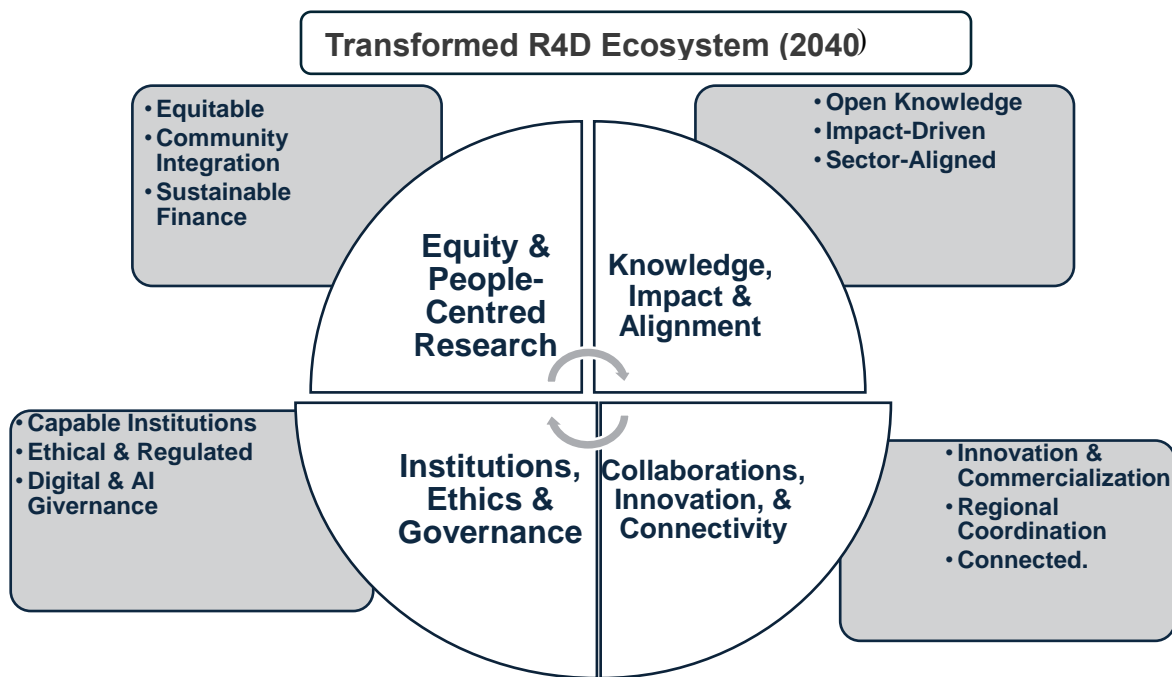 Transformed R4D Ecosystem (2040)
• Equitable
• Community
Integration
• Sustainable
Finance
• Open Knowledge
• Impact-Driven
• Sector-Aligned
Equity &
People-
Centred
Research
Knowledge,
Impact &
Alignment
• Capable Institutions
• Ethical & Regulated
• Digital & AI
Givernance
Institutions,
Ethics &
Governance
Collaborations,
Innovation, &
Connectivity
• Innovation &
Commercialization
• Regional
Coordination
• Connected.